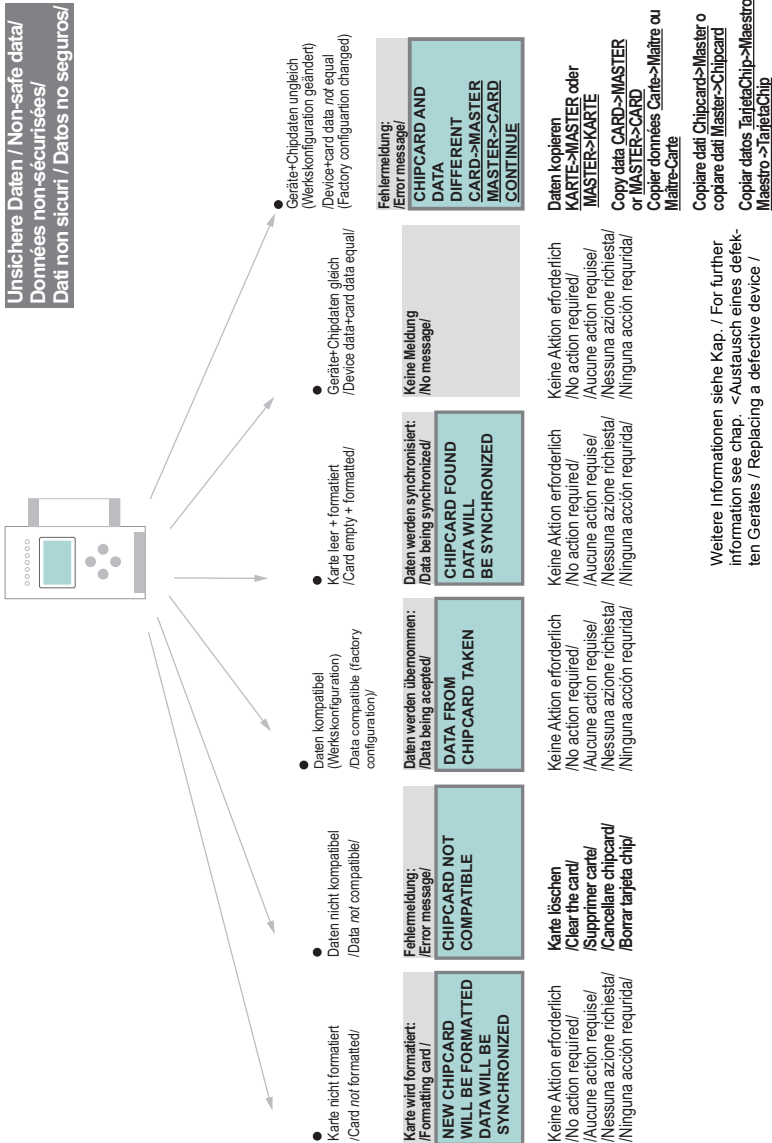 Unsichere Daten / Non-safe data/
Données non-sécurisées/
Dati non sicuri / Datos no seguros/
● Karte nicht formatiert
/Card not formatted/
Karte wird formatiert:
/Formatting card /
NEW CHIPCARD
WILL BE FORMATTED
DATA WILL BE
SYNCHRONIZED
Keine Aktion erforderlich
/No action required/
/Aucune action requise/
/Nessuna azione richiesta/
/Ninguna acción requrida/
● Daten nicht kompatibel
/Data not compatible/
Fehlermeldung:
/Error message/
CHIPCARD NOT
COMPATIBLE
Karte löschen
/Clear the card/
/Supprimer carte/
/Cancellare chipcard/
/Borrar tarjeta chip/
● Daten kompatibel
(Werkskonfiguration)
/Data compatible (factory
configuration)/
Daten werden übernommen:
/Data being acepted/
DATA FROM
CHIPCARD TAKEN
Keine Aktion erforderlich
/No action required/
/Aucune action requise/
/Nessuna azione richiesta/
/Ninguna acción requrida/
● Karte leer + formatiert
/Card empty + formatted/
Daten werden synchronisiert:
/Data being synchronized/
CHIPCARD FOUND
DATA WILL
BE SYNCHRONIZED
Keine Aktion erforderlich
/No action required/
/Aucune action requise/
/Nessuna azione richiesta/
/Ninguna acción requrida/
● Geräte+Chipdaten gleich
/Device data+card data equal/
Keine Meldung
/No message/
Keine Aktion erforderlich
/No action required/
/Aucune action requise/
/Nessuna azione richiesta/
/Ninguna acción requrida/
● Geräte+Chipdaten ungleich
(Werkskonfiguration geändert)
/Device+card data not equal
(Factory configuartion changed)
Fehlermeldung:
/Error message/
CHIPCARD AND
DATA
DIFFERENT
CARD->MASTER
MASTER->CARD
CONTINUE
Daten kopieren
KARTE->MASTER oder
MASTER->KARTE
Copy data CARD->MASTER
or MASTER->CARD
Copier données Carte->Maître ou
Maître-Carte
Copiare dati Chipcard->Master o
copiare dati Master->Chipcard
Copiar datos TarjetaChip->Maestro
Maestro ->TarjetaChip
Weitere Informationen siehe Kap. / For further
information see chap. <Austausch eines defek-
ten Gerätes / Replacing a defective device /